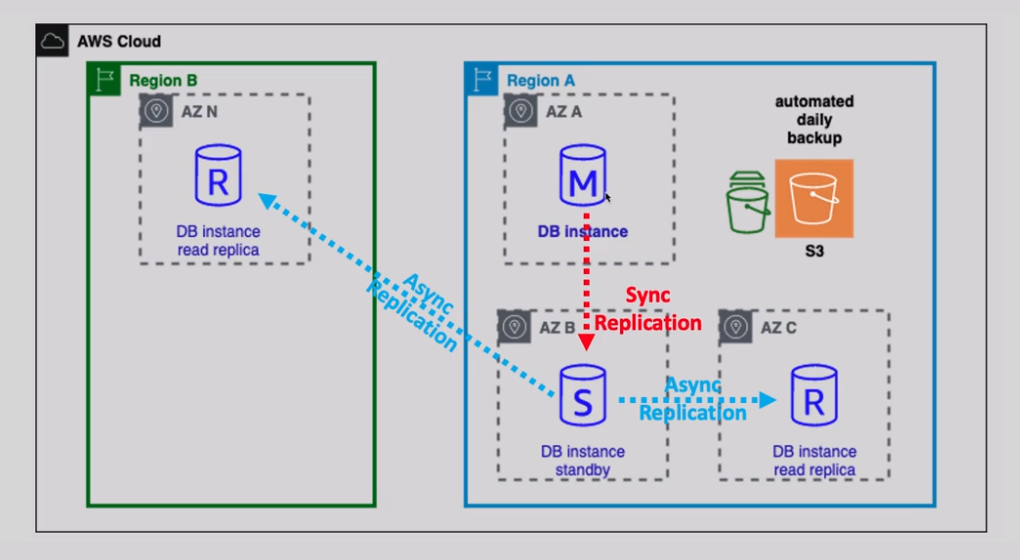 AWS Cloud
Region B
AZ N
R
DB instance
read replica
Async
Replication
Region A
AZ A
M
DB instance
automated
daily
backup
S3
Sync
Replication
AZ B
S
DB instance
standby
Async
Replication
AZ C
R
DB instance
read replica